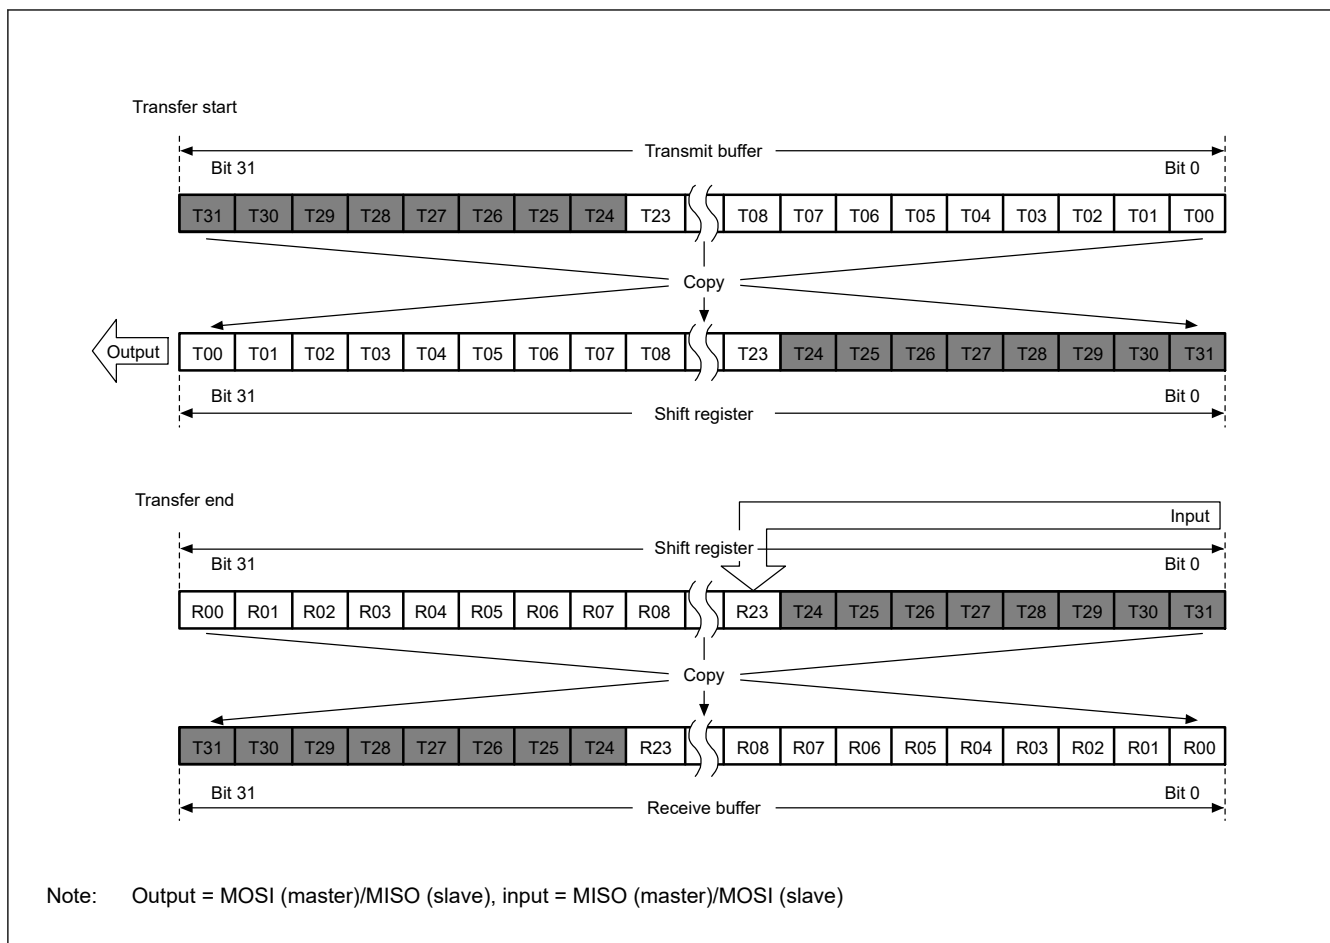 Transfer start
Transmit buffer
Bit 31 Bit 0
T31 T30 T29 T28 T27 T26 T25 T24 T23 T08 T07 T06 T05 T04 T03 T02 T01 T00
Copy
Output T00 T01 T02 T03 T04 T05 T06 T07 T08 T23 T24 T25 T26 T27 T28 T29 T30 T31
Bit 31 Bit 0
Shift register
Transfer end
Input
Shift register
Bit 31 Bit 0
R00 R01 R02 R03 R04 R05 R06 R07 R08 R23 T24 T25 T26 T27 T28 T29 T30 T31
Copy
T31 T30 T29 T28 T27 T26 T25 T24 R23 R08 R07 R06 R05 R04 R03 R02 R01 R00
Bit 31 Bit 0
Receive buffer
Note: Output = MOSI (master)/MISO (slave), input = MISO (master)/MOSI (slave)